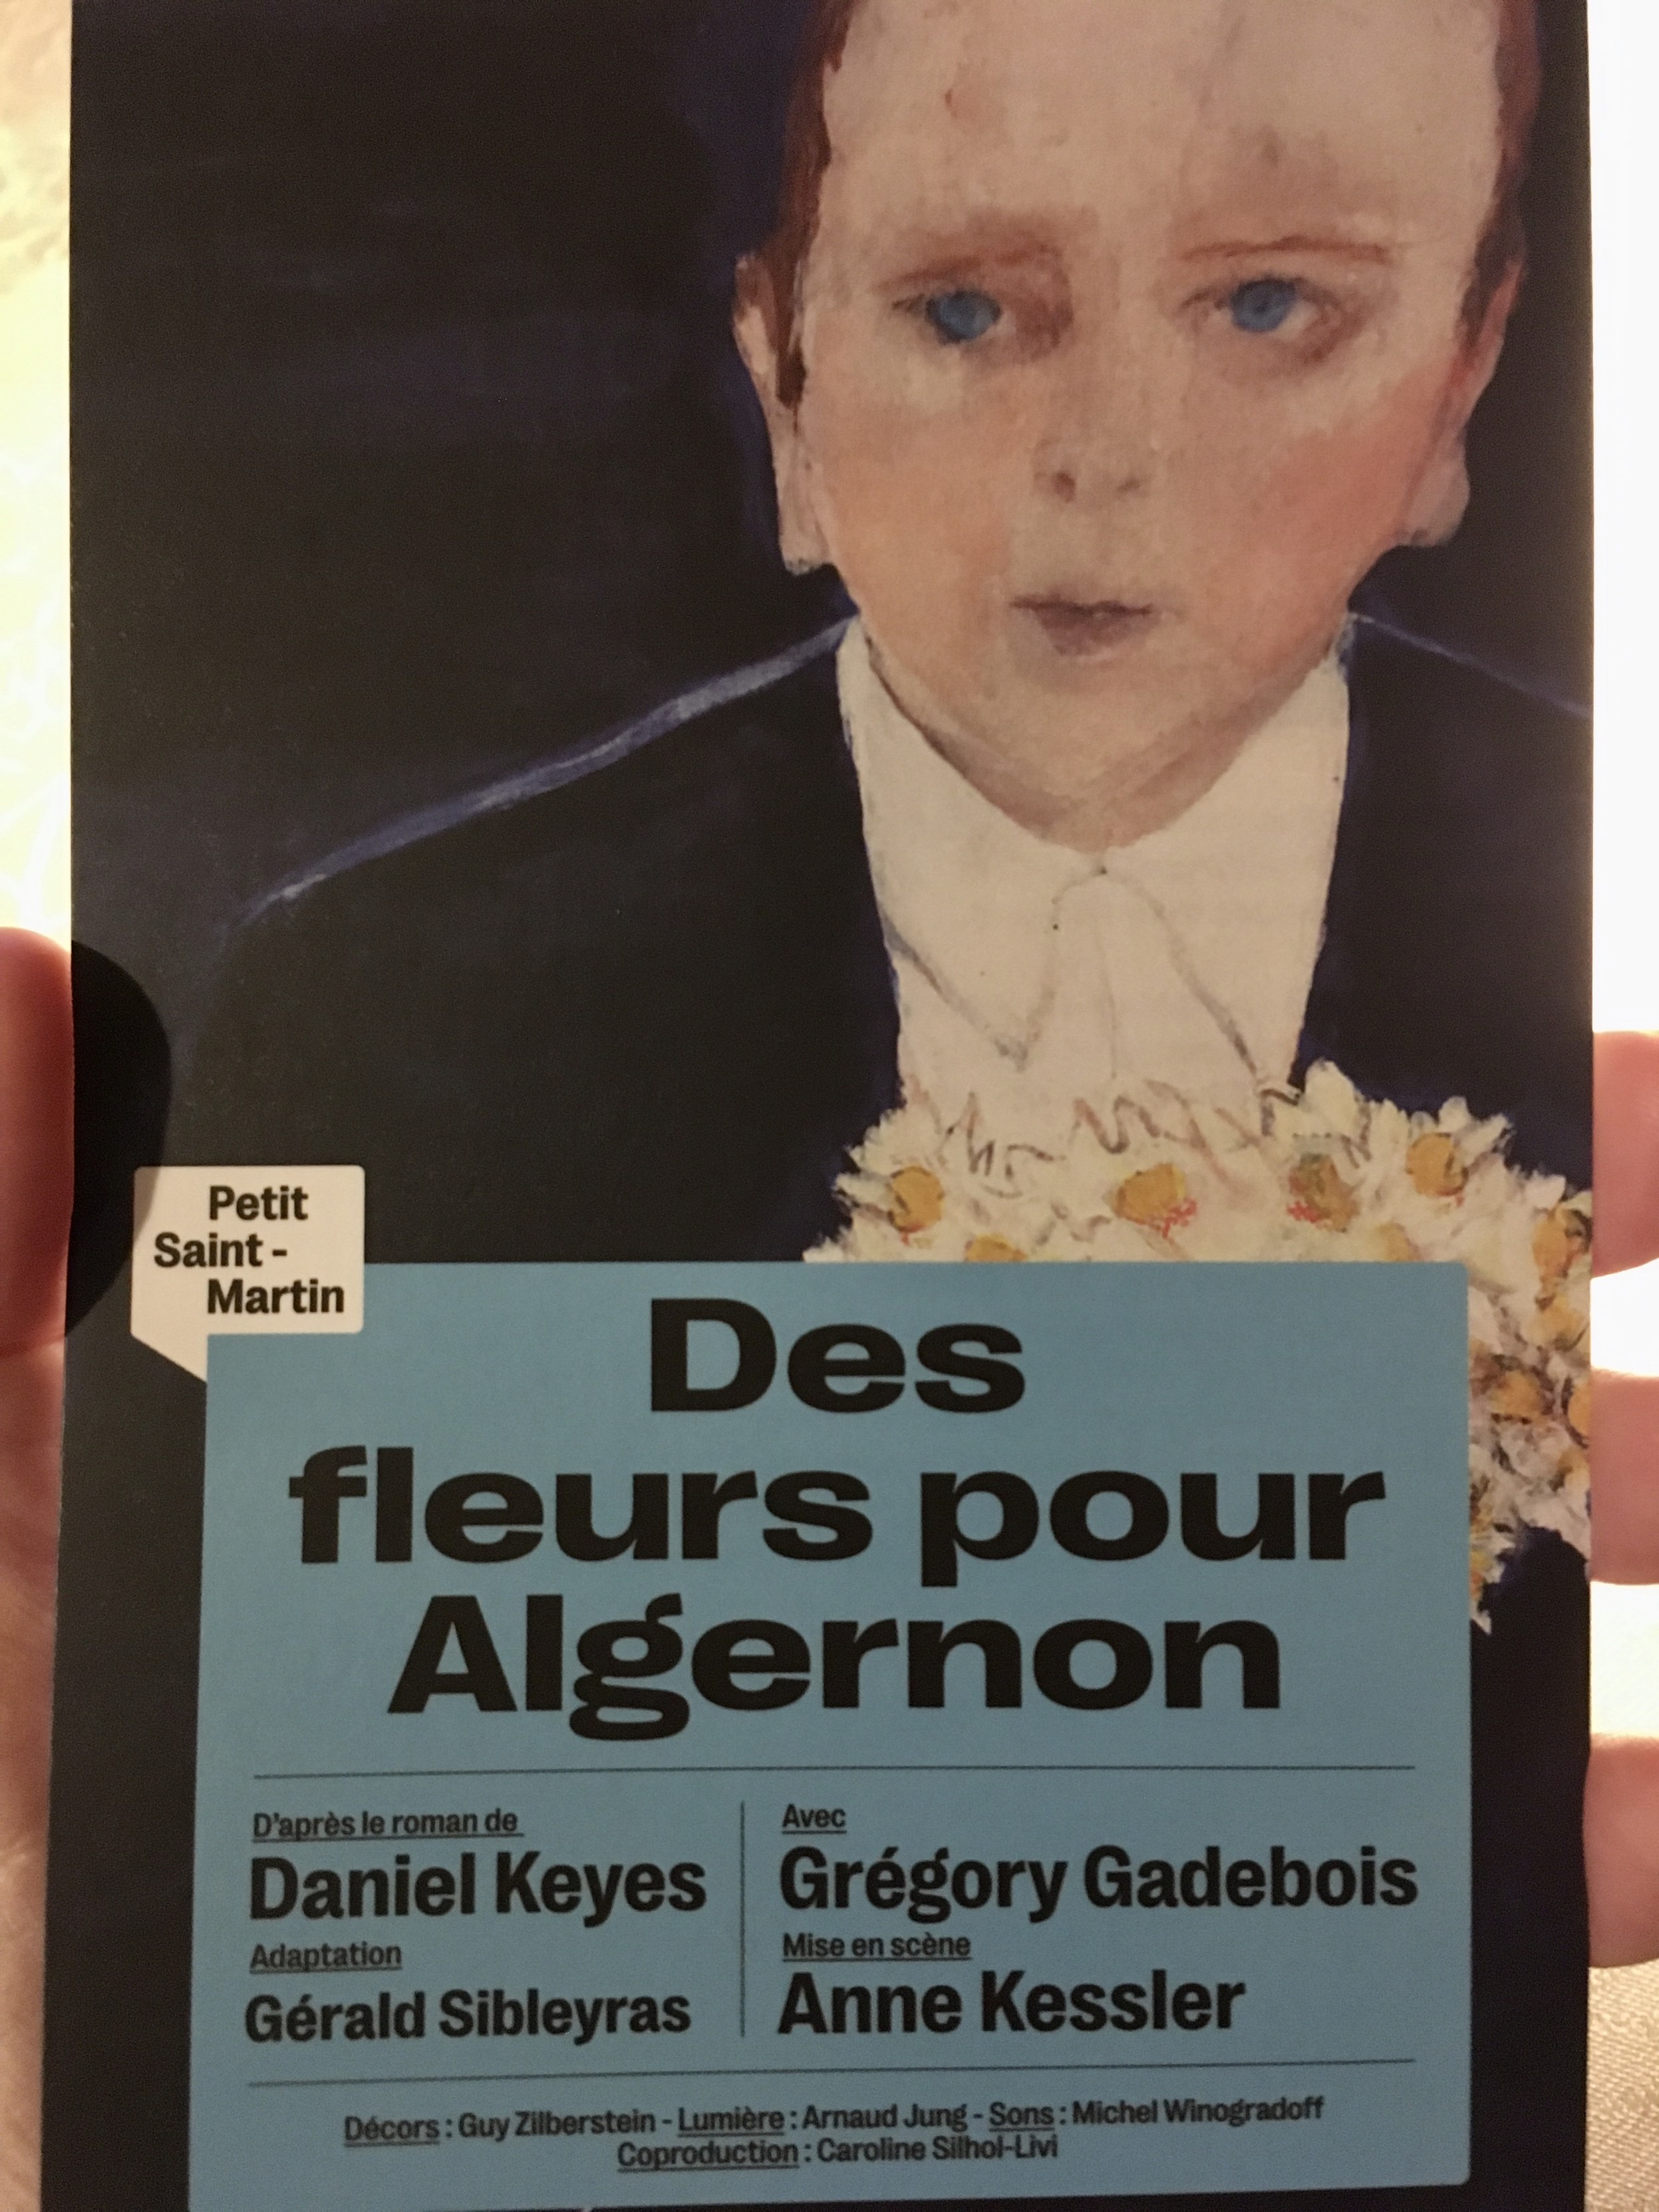 Petit
Saint-
Martin
Des
fleurs pour
Algernon
D'après le roman de
Daniel Keyes
Adaptation
Gérald Sibleyras
Avec
Grégory Gadebois
Mise en scène
Anne Kessler
Décors : Guy Zilberstein - Lumière : Arnaud Jung - Sons : Michel Winogradoff
Coproduction : Caroline Silhol-Livi